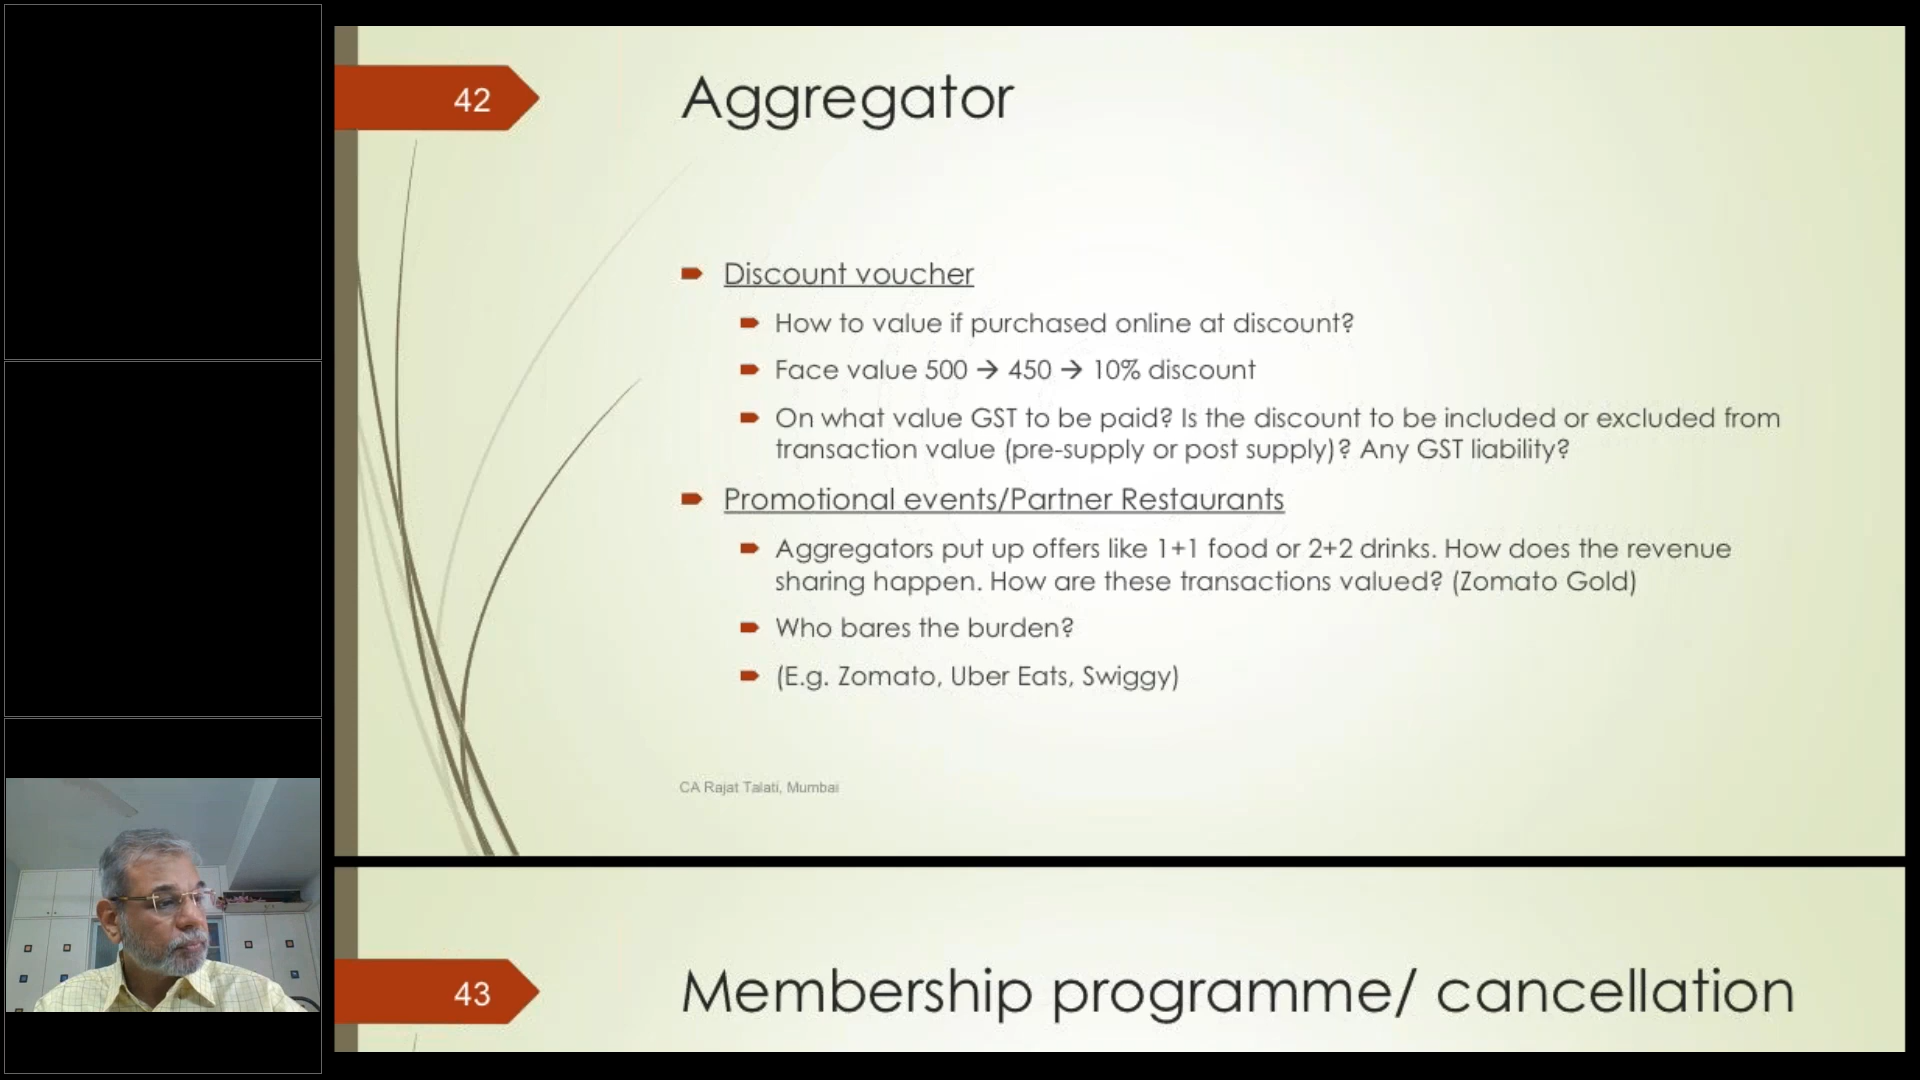 42
Aggregator
Discount voucher
How to value if purchased online at discount?
Face value 500 → 450 → 10% discount
On what value GST to be paid? Is the discount to be included or excluded from
transaction value (pre-supply or post supply)? Any GST liability?
Promotional events/Partner Restaurants
Aggregators put up offers like 1+1 food or 2+2 drinks. How does the revenue
sharing happen. How are these transactions valued? (Zomato Gold)
Who bares the burden?
(E.g. Zomato, Uber Eats, Swiggy)
CA Rajat Talati, Mumbai
43
Membership programme/ cancellation